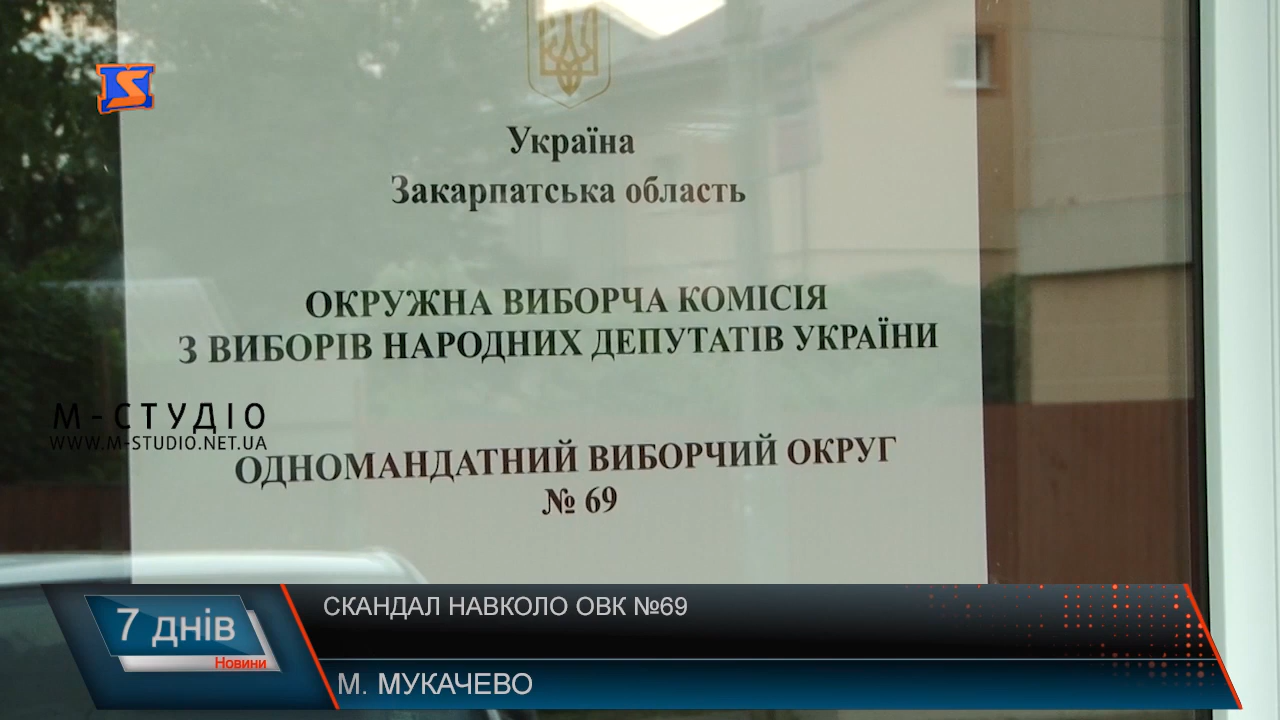 Україна
Закарпатська область
ОКРУЖНА ВИБОРЧА КОМІСІЯ
З ВИБОРІВ НАРОДНИХ ДЕПУТАТІВ УКРАЇНИ
М-СТУДІО
WWW.M-STUDIO.NET.UA
ОДНОМАНДАТНИЙ ВИБОРЧИЙ ОКРУГ
№ 69
7 днів
Новини
СКАНДАЛ НАВКОЛО ОВК №69
М. МУКАЧЕВО